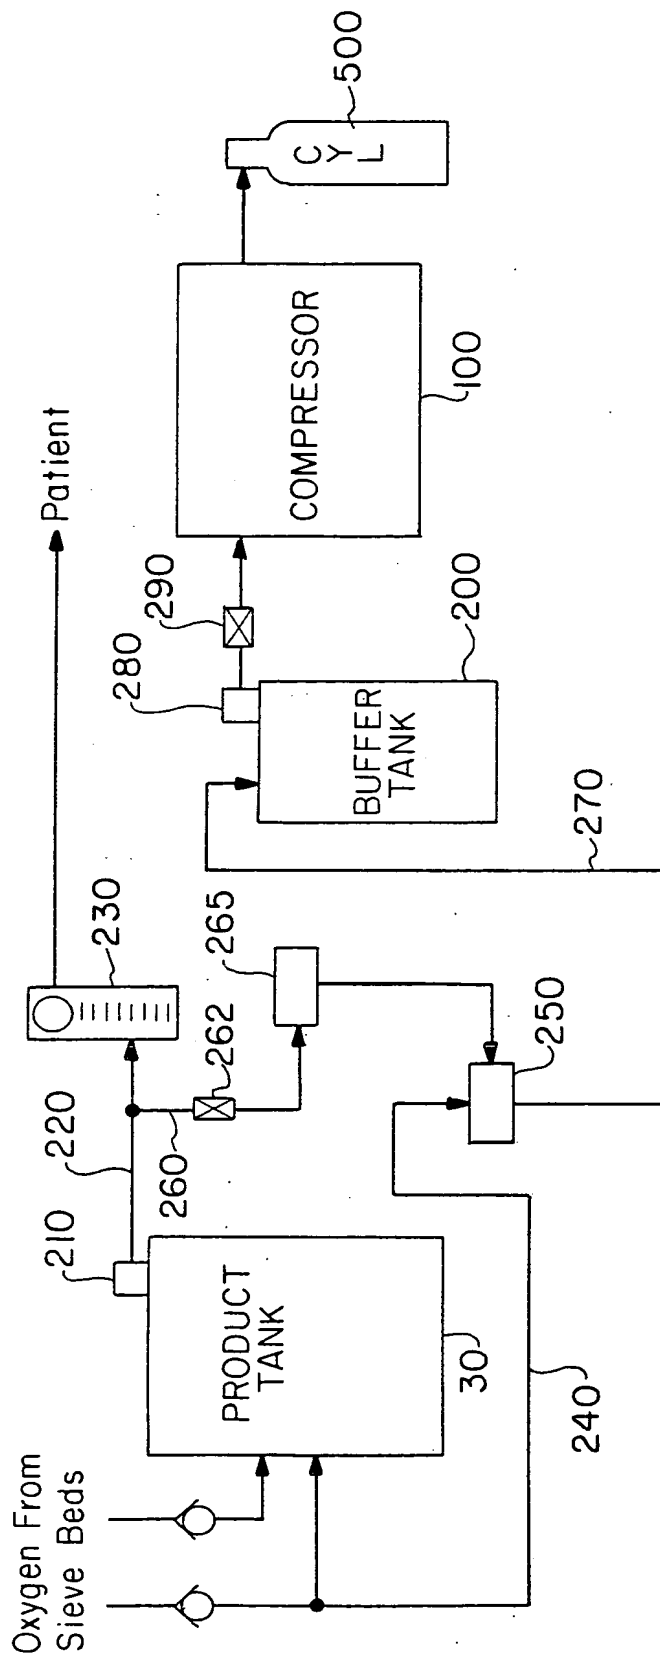 Oxygen From
Sieve Beds
PRODUCT
TANK
30
210
220
230
Patient
260
262
265
240
250
270
BUFFER
TANK
200
280
290
COMPRESSOR
100
CYL
500